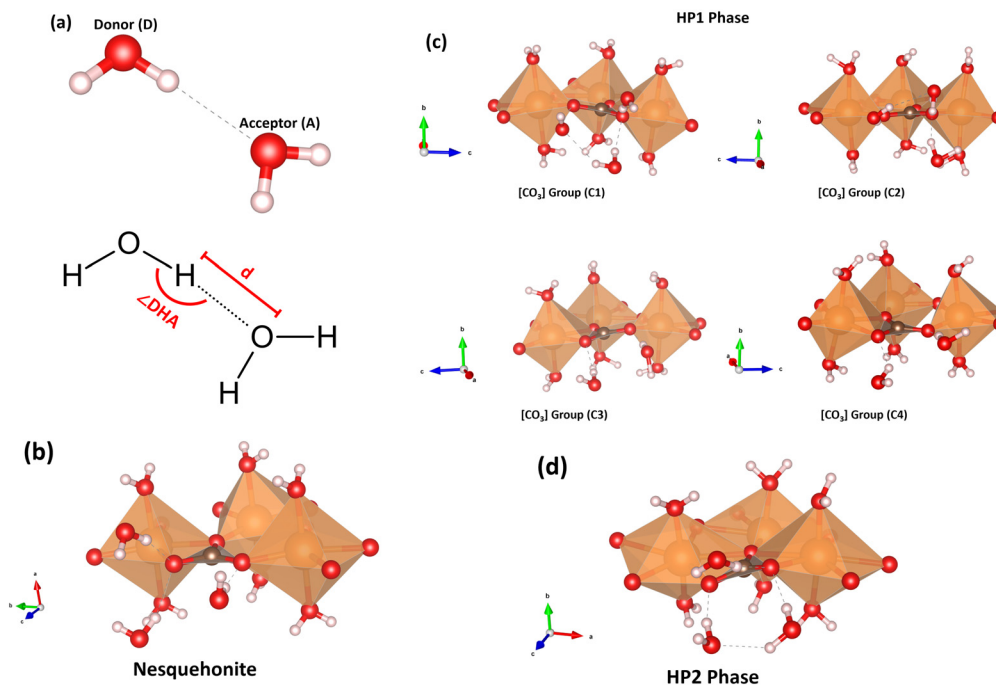 (a)
Donor (D)
Acceptor (A)
H
O
H
d
∠DHA
O
H
H
HP1 Phase
(c)
b
c
[CO₃] Group (C1)
b
c
a
[CO₃] Group (C2)
b
c
a
[CO₃] Group (C3)
b
a
c
[CO₃] Group (C4)
(b)
a
b
c
Nesquehonite
(d)
b
a
c
HP2 Phase